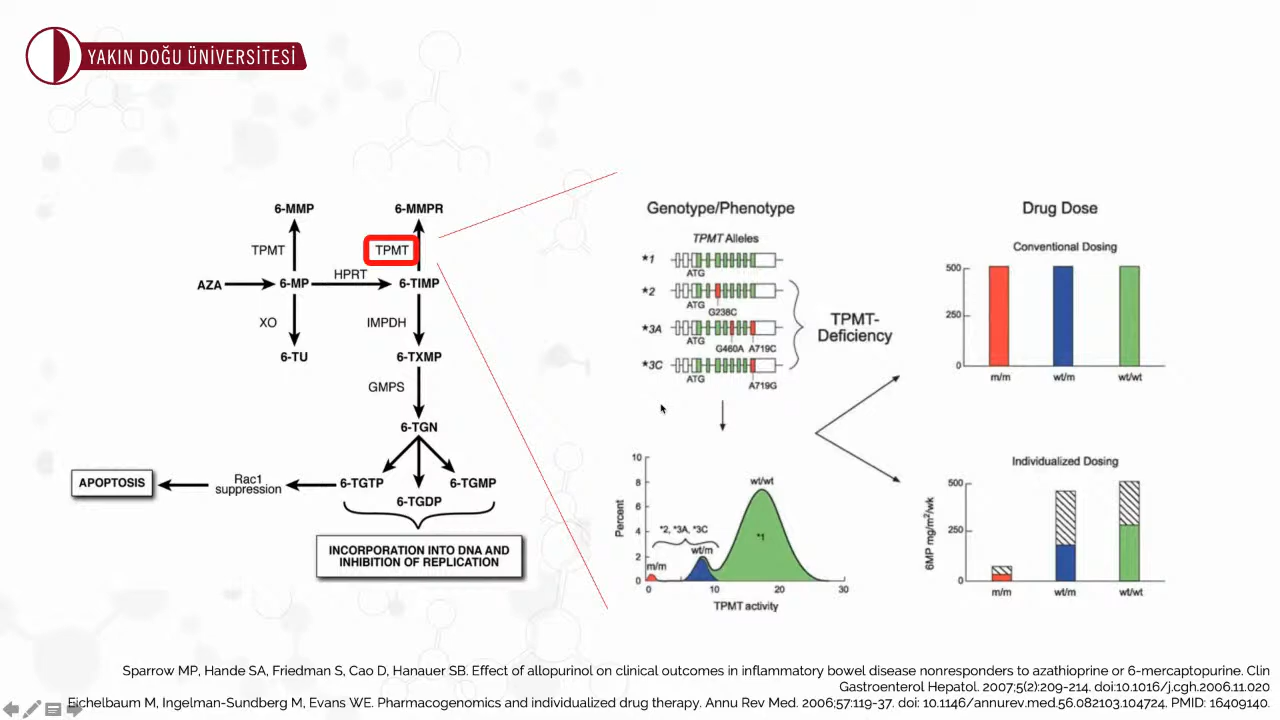 YAKIN DOĞU ÜNİVERSİTESİ
6-MMP
6-MMPR
TPMT
TPMT
HPRT
AZA
6-MP
6-TIMP
XO
IMPDH
6-TU
6-TXMP
GMPS
6-TGN
APOPTOSIS
Rac1
suppression
6-TGTP
6-TGMP
6-TGDP
INCORPORATION INTO DNA AND
INHIBITION OF REPLICATION
Genotype/Phenotype
TPMT Alleles
*1
ATG
*2
ATG
G238C
*3A
ATG
G460A A719C
*3C
ATG
A719G
TPMT-
Deficiency
10
8
6
4
2
0
Percent
wt/wt
*2, *3A, *3C
wt/m
m/m
*1
0 10 20 30
TPMT activity
Drug Dose
Conventional Dosing
500
250
0
m/m wt/m wt/wt
Individualized Dosing
6MP mg/m²/wk
500
250
0
m/m wt/m wt/wt
Sparrow MP, Hande SA, Friedman S, Cao D, Hanauer SB. Effect of allopurinol on clinical outcomes in inflammatory bowel disease nonresponders to azathioprine or 6-mercaptopurine. Clin
Gastroenterol Hepatol. 2007;5(2):209-214. doi:10.1016/j.cgh.2006.11.020
Eichelbaum M, Ingelman-Sundberg M, Evans WE. Pharmacogenomics and individualized drug therapy. Annu Rev Med. 2006;57:119-37. doi: 10.1146/annurev.med.56.082103.104724. PMID: 16409140.